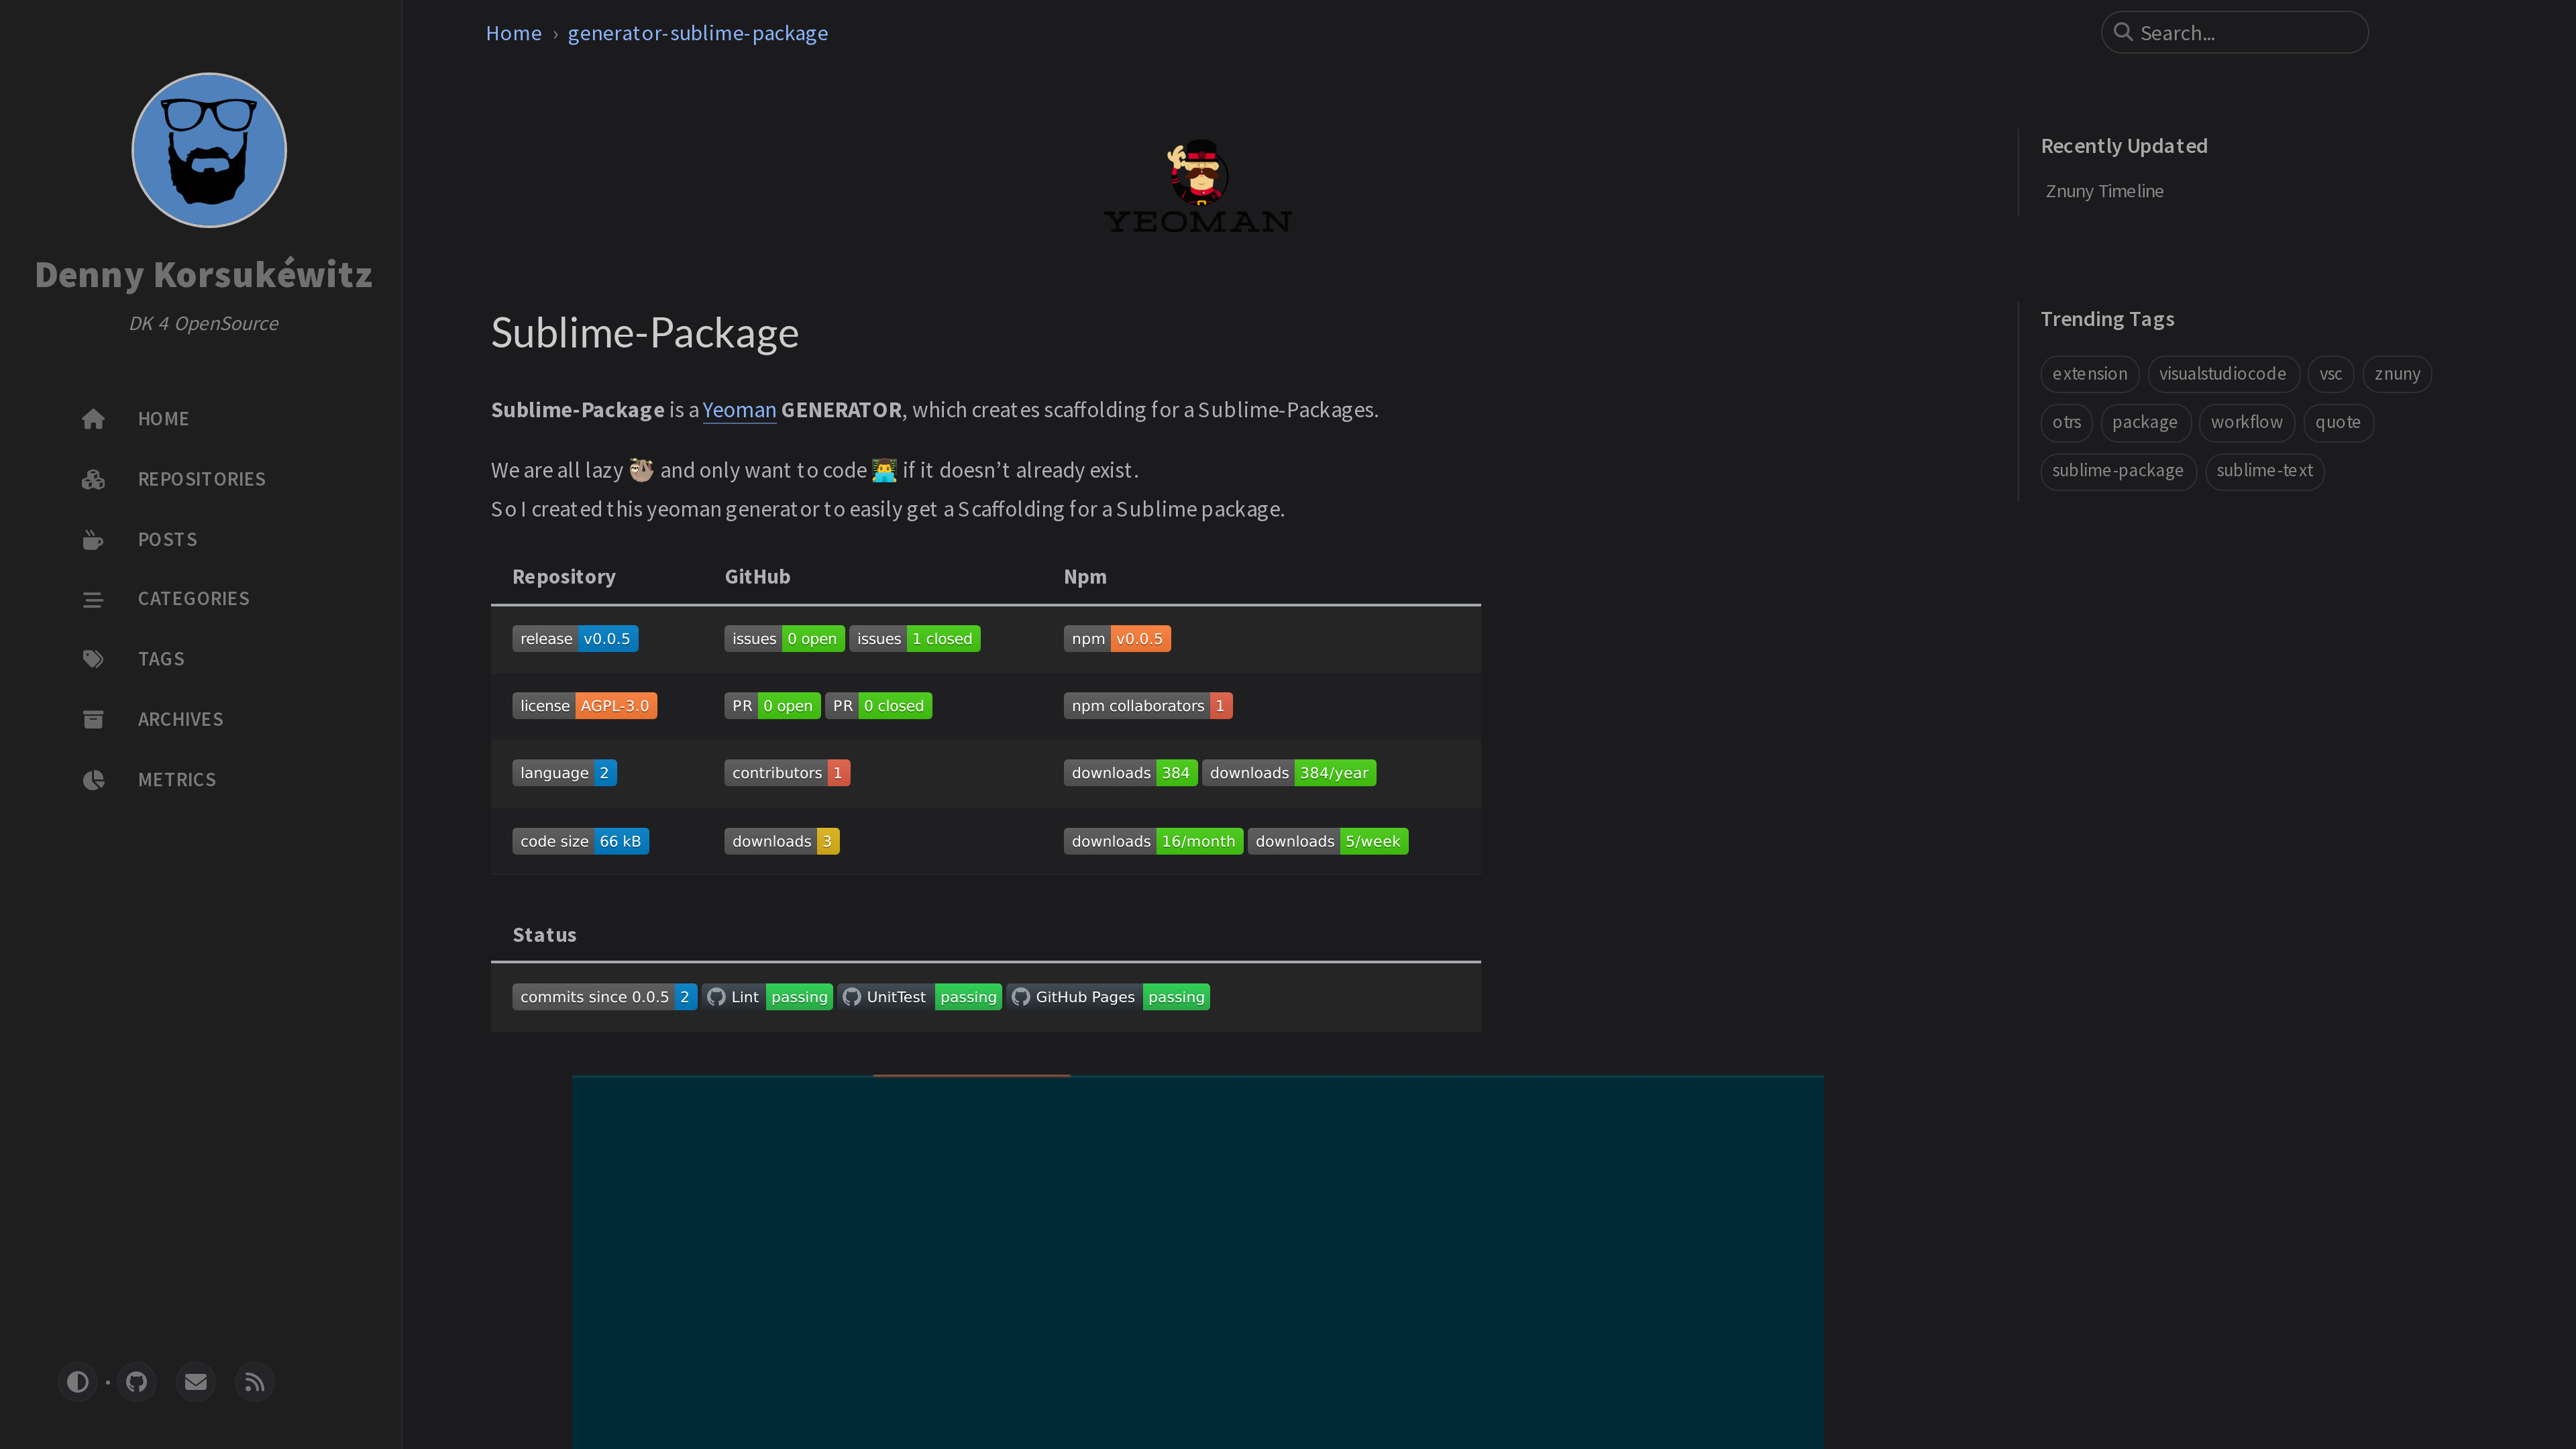 Denny Korsukéwitz
DK 4 OpenSource
HOME
REPOSITORIES
POSTS
CATEGORIES
TAGS
ARCHIVES
METRICS
Home › generator-sublime-package
Search...
YEOMAN
Sublime-Package
Sublime-Package is a Yeoman GENERATOR, which creates scaffolding for a Sublime-Packages.
We are all lazy 🦥 and only want to code 👨‍💻 if it doesn’t already exist.
So I created this yeoman generator to easily get a Scaffolding for a Sublime package.
Repository GitHub Npm
release v0.0.5 issues 0 open issues 1 closed npm v0.0.5
license AGPL-3.0 PR 0 open PR 0 closed npm collaborators 1
language 2 contributors 1 downloads 384 downloads 384/year
code size 66 kB downloads 3 downloads 16/month downloads 5/week
Status
commits since 0.0.5 2 Lint passing UnitTest passing GitHub Pages passing
Recently Updated
Znuny Timeline
Trending Tags
extension visualstudiocode vsc znuny
otrs package workflow quote
sublime-package sublime-text